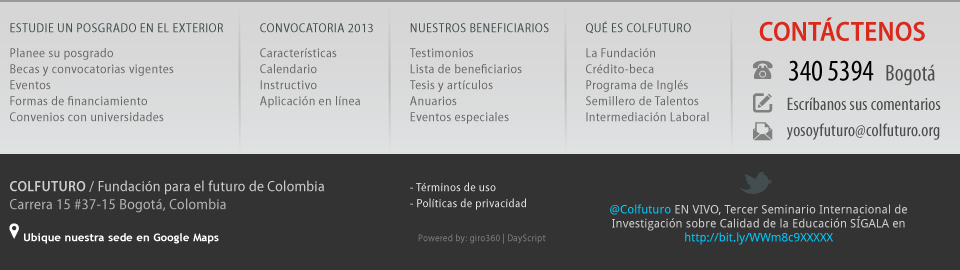 ESTUDIE UN POSGRADO EN EL EXTERIOR
Planee su posgrado
Becas y convocatorias vigentes
Eventos
Formas de financiamiento
Convenios con universidades
CONVOCATORIA 2013
Características
Calendario
Instructivo
Aplicación en línea
NUESTROS BENEFICIARIOS
Testimonios
Lista de beneficiarios
Tesis y artículos
Anuarios
Eventos especiales
QUÉ ES COLFUTURO
La Fundación
Crédito-beca
Programa de Inglés
Semillero de Talentos
Intermediación Laboral
CONTÁCTENOS
340 5394 Bogotá
Escríbanos sus comentarios
yosoyfuturo@colfuturo.org
COLFUTURO / Fundación para el futuro de Colombia
Carrera 15 #37-15 Bogotá, Colombia
Ubique nuestra sede en Google Maps
- Términos de uso
- Políticas de privacidad
Powered by: giro360 | DayScript
@Colfuturo EN VIVO, Tercer Seminario Internacional de
Investigación sobre Calidad de la Educación SÍGALA en
http://bit.ly/WWm8c9XXXXX